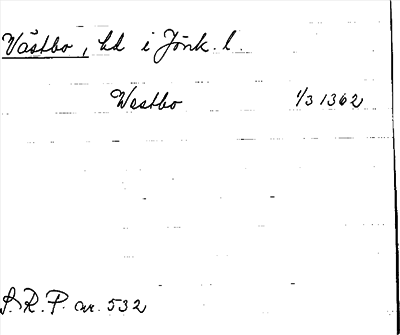 Västbo, hd i Jönk. l.
Westbo 1/3 1362
S. R. P. nr. 532